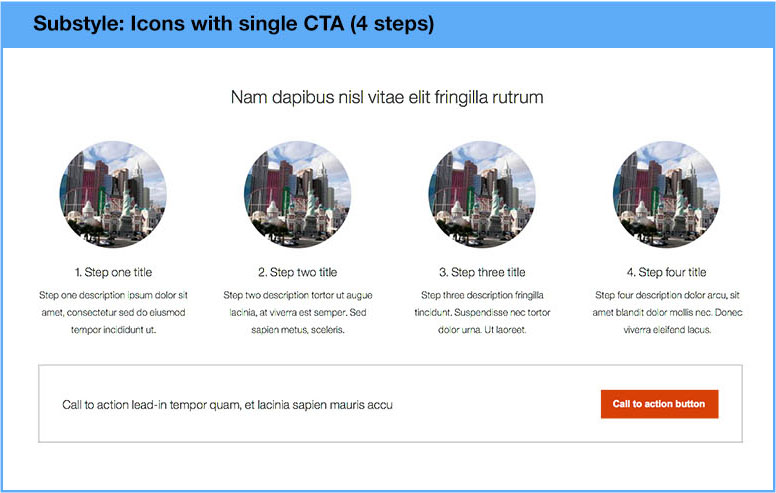 Substyle: Icons with single CTA (4 steps)
Nam dapibus nisl vitae elit fringilla rutrum
1. Step one title
Step one description ipsum dolor sit
amet, consectetur sed do eiusmod
tempor incididunt ut.
2. Step two title
Step two description tortor ut augue
lacinia, at viverra est semper. Sed
sapien metus, sceleris.
3. Step three title
Step three description fringilla
tincidunt. Suspendisse nec tortor
dolor urna. Ut laoreet.
4. Step four title
Step four description dolor arcu, sit
amet blandit dolor mollis nec. Donec
viverra eleifend lacus.
Call to action lead-in tempor quam, et lacinia sapien mauris accu
Call to action button